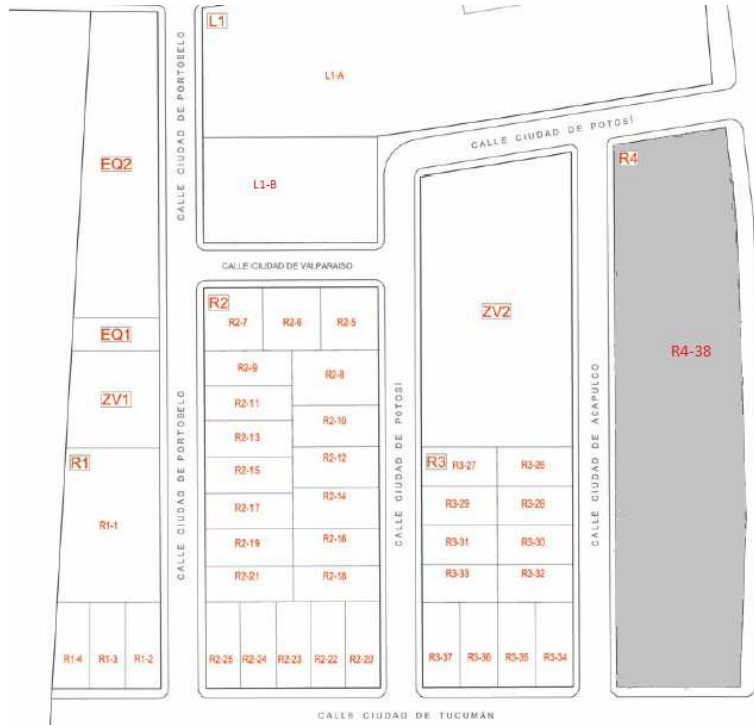 L1
L1-A
CALLE CIUDAD DE PORTOBELO
CALLE CIUDAD DE POTOSÍ
EQ2
R4
L1-B
CALLE CIUDAD DE VALPARAISO
R2
R2-7
R2-6
R2-5
ZV2
EQ1
R4-38
R2-9
R2-8
ZV1
R2-11
R2-10
CALLE CIUDAD DE POTOSÍ
CALLE CIUDAD DE ACAPULCO
R2-13
R2-12
CALLE CIUDAD DE PORTOBELO
R1
R3
R3-27
R3-26
R2-15
R2-14
R2-17
R3-29
R3-28
R1-1
R2-19
R2-16
R3-31
R3-30
R2-21
R2-18
R3-33
R3-32
R1-4
R1-3
R1-2
R2-25
R2-24
R2-23
R2-22
R2-20
R3-37
R3-36
R3-35
R3-34
CALLE CIUDAD DE TUCUMÁN